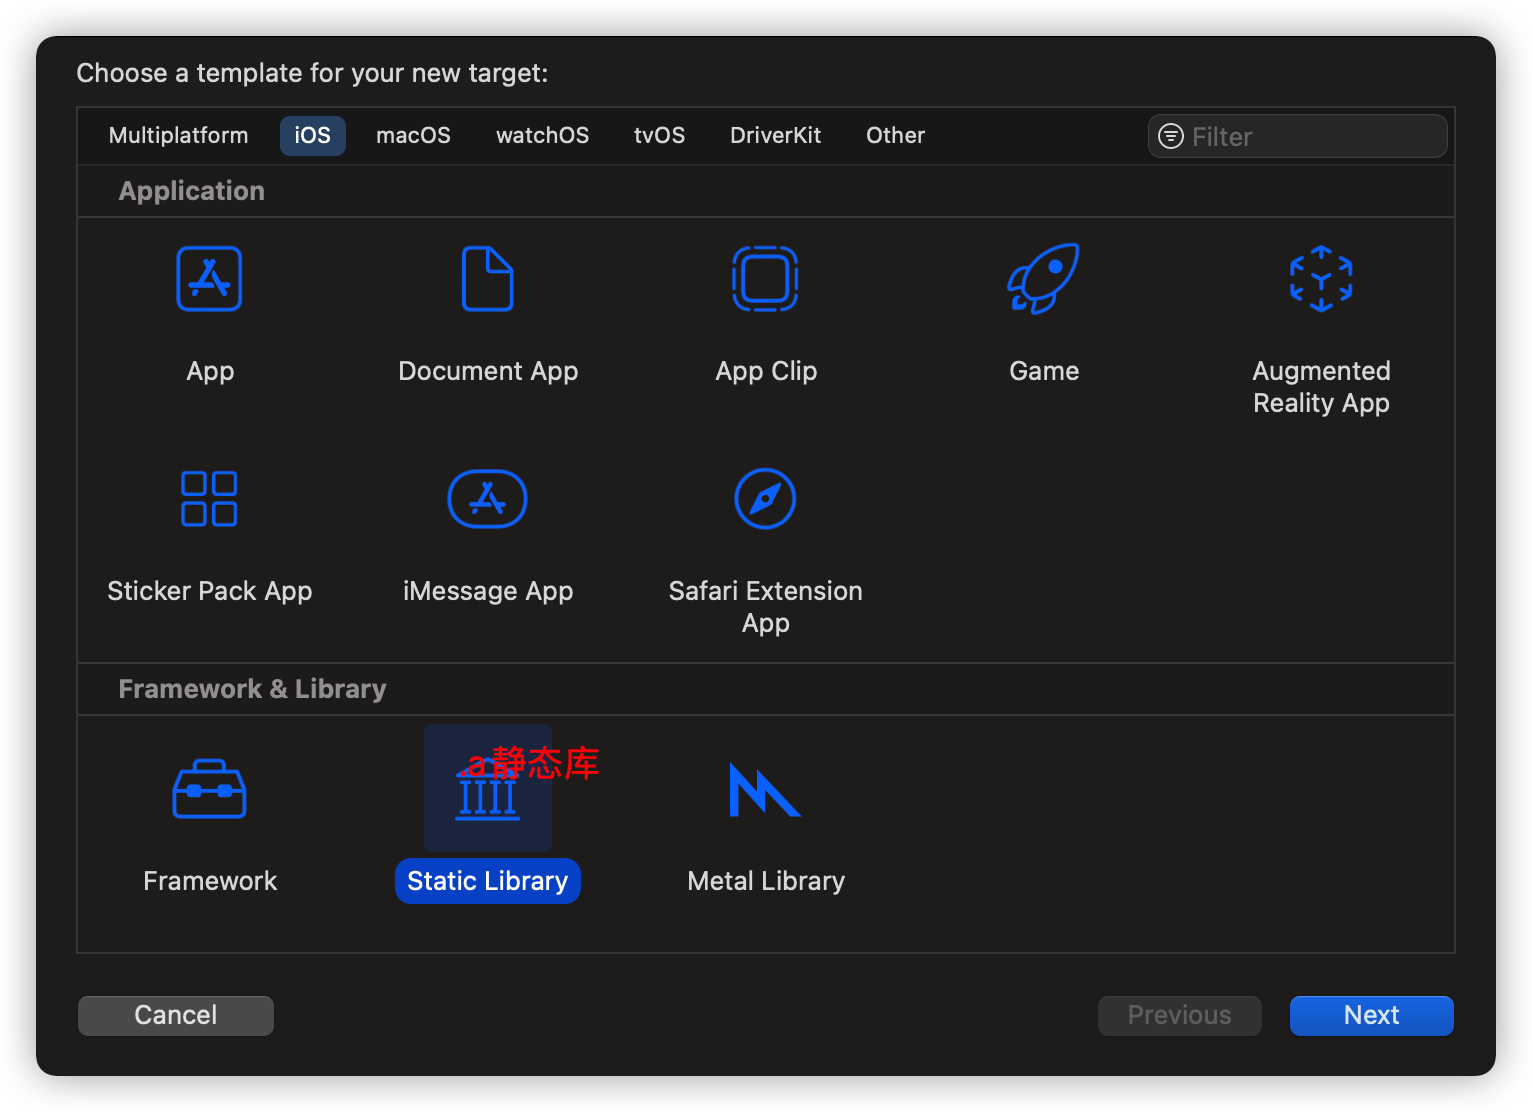 Choose a template for your new target:
Multiplatform iOS macOS watchOS tvOS DriverKit Other Filter
Application
App Document App App Clip Game Augmented
Reality App
Sticker Pack App iMessage App Safari Extension
App
Framework & Library
.a静态库
Framework Static Library Metal Library
Cancel Previous Next